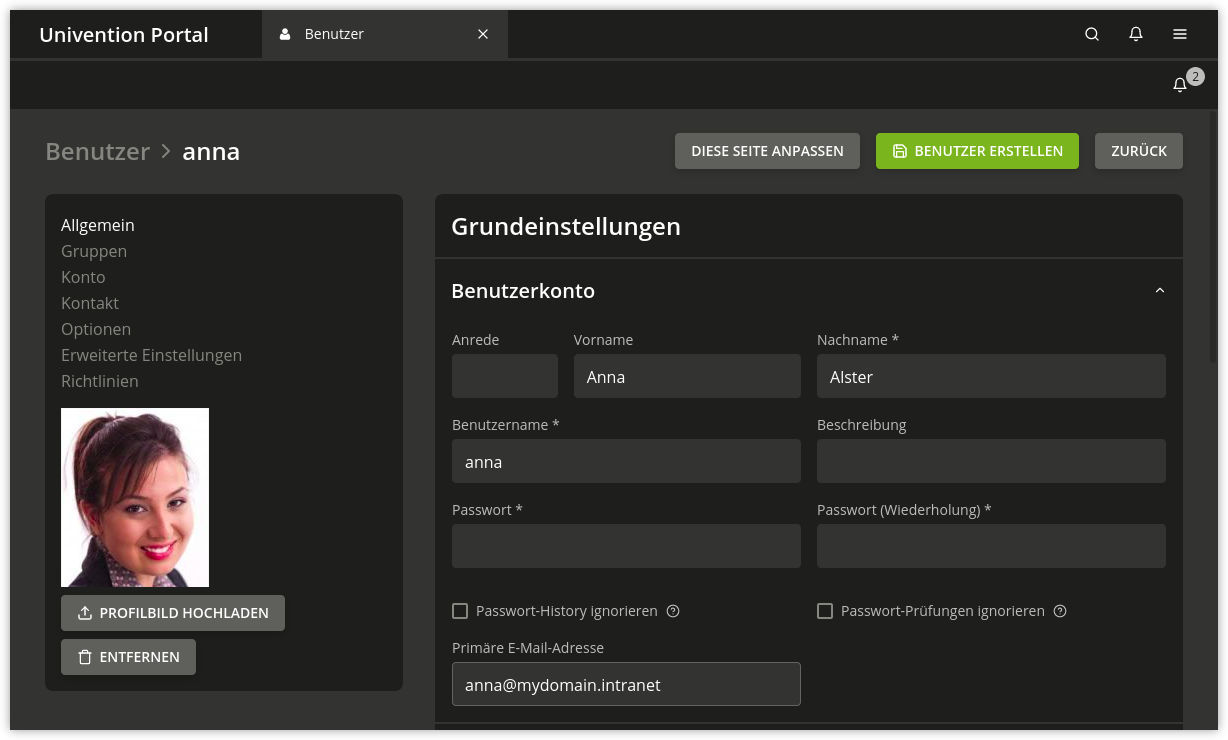 Univention Portal
Benutzer
2
Benutzer > anna
DIESE SEITE ANPASSEN
BENUTZER ERSTELLEN
ZURÜCK
Allgemein
Gruppen
Konto
Kontakt
Optionen
Erweiterte Einstellungen
Richtlinien
PROFILBILD HOCHLADEN
ENTFERNEN
Grundeinstellungen
Benutzerkonto
Anrede Vorname Nachname *
Anna Alster
Benutzername * Beschreibung
anna
Passwort * Passwort (Wiederholung) *
Passwort-History ignorieren Passwort-Prüfungen ignorieren
Primäre E-Mail-Adresse
anna@mydomain.intranet